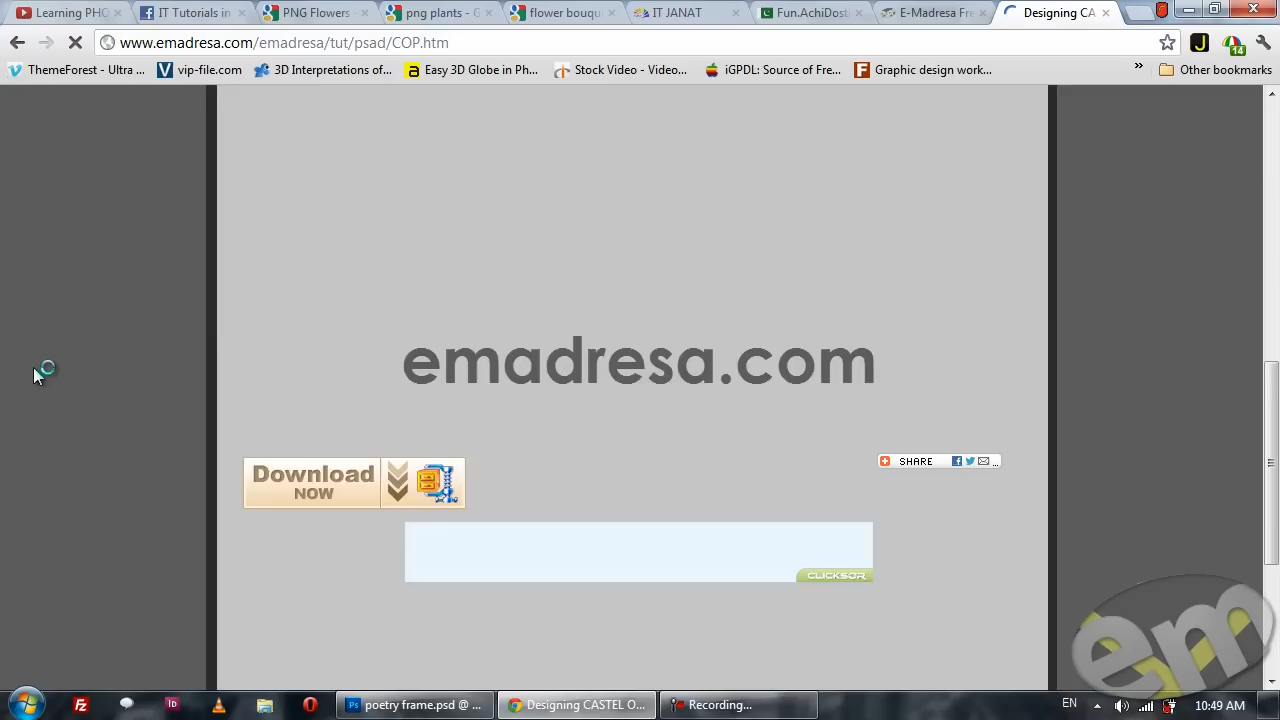 Learning PHO
IT Tutorials in
PNG Flowers -
png plants - G
flower bouqu
IT JANAT
Fun.AchiDosti
E-Madresa Fre
Designing CA
www.emadresa.com/emadresa/tut/psad/COP.htm
J
14
ThemeForest - Ultra ...
vip-file.com
3D Interpretations of...
Easy 3D Globe in Ph...
Stock Video - Video...
iGPDL: Source of Fre...
Graphic design work...
»
Other bookmarks
emadresa.com
Download
NOW
SHARE ...
CLICKSOR
em
poetry frame.psd @ ...
Designing CASTEL O...
Recording...
EN
10:49 AM